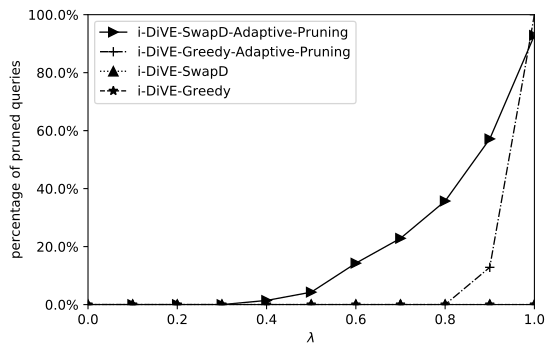 100.0%
80.0%
60.0%
40.0%
20.0%
0.0%
percentage of pruned queries
i-DiVE-SwapD-Adaptive-Pruning
i-DiVE-Greedy-Adaptive-Pruning
i-DiVE-SwapD
i-DiVE-Greedy
0.0 0.2 0.4 0.6 0.8 1.0
λ